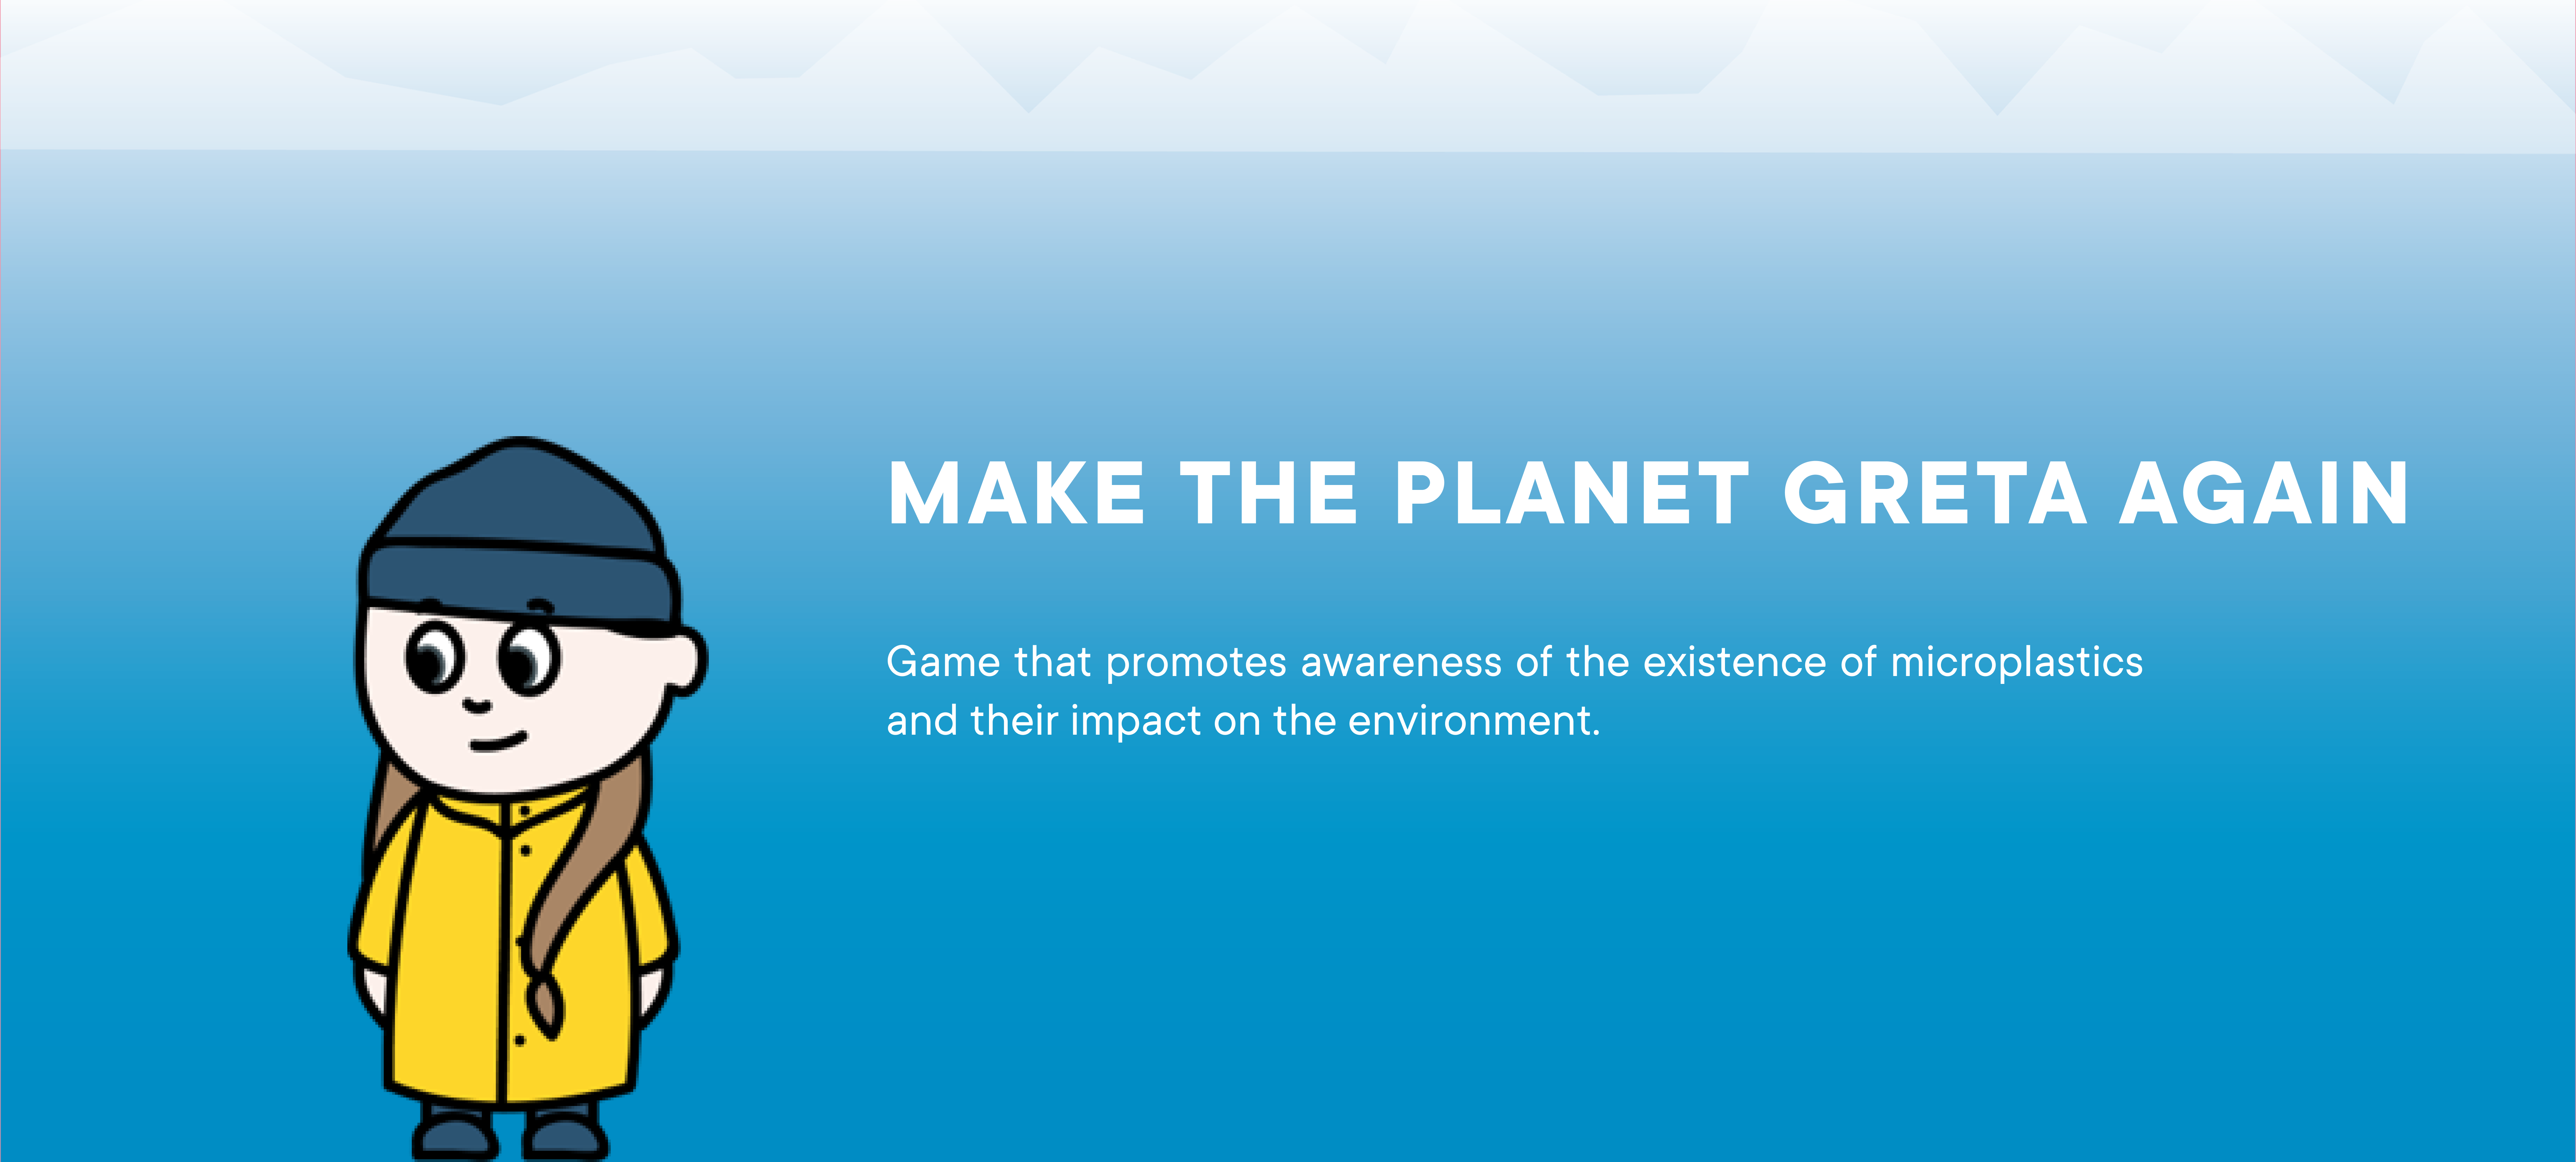 MAKE THE PLANET GRETA AGAIN
Game that promotes awareness of the existence of microplastics
and their impact on the environment.